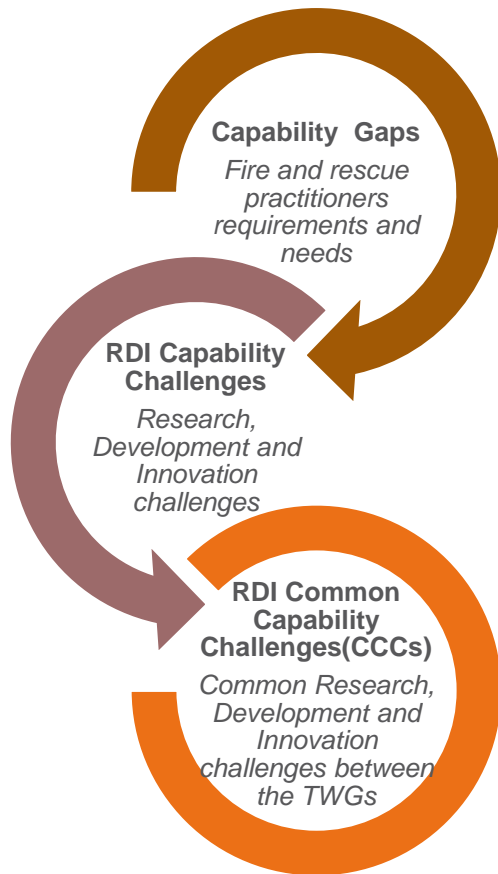 Capability  Gaps
Fire and rescue
practitioners
requirements and
needs
RDI Capability
Challenges
Research,
Development and
Innovation
challenges
RDI Common
Capability
Challenges(CCCs)
Common Research,
Development and
Innovation
challenges between
the TWGs